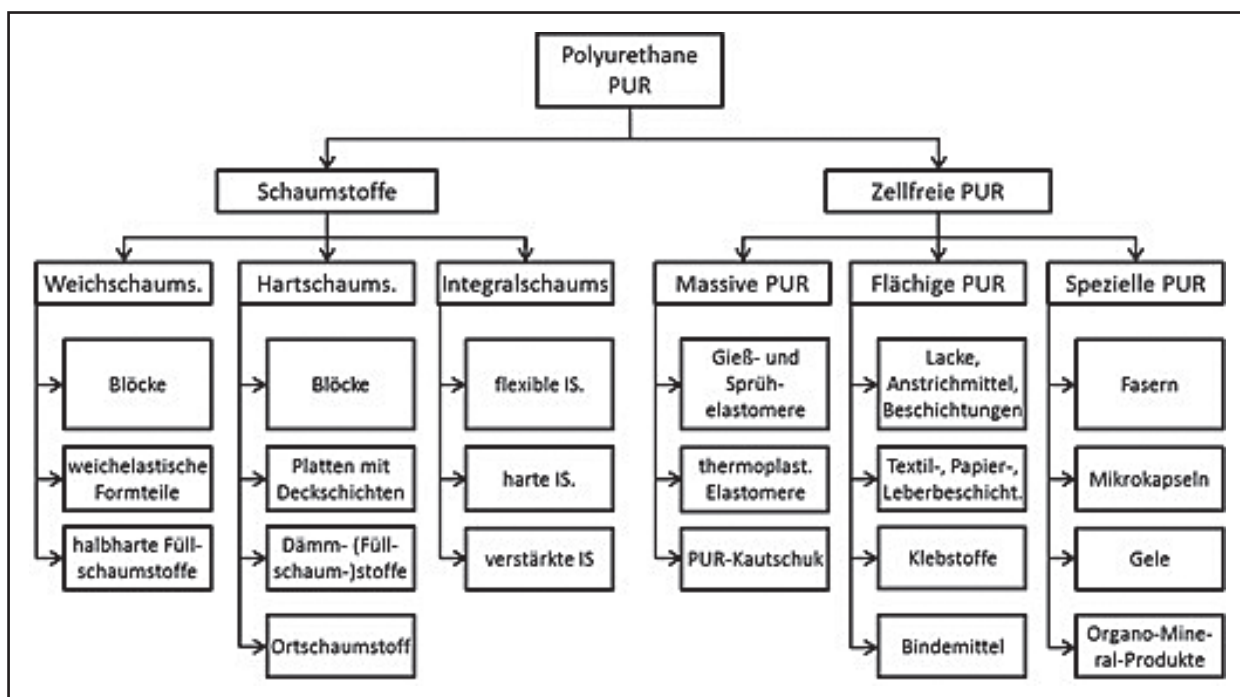 Polyurethane
PUR
Schaumstoffe
Zellfreie PUR
Weichschaums.
Hartschaums.
Integralschaums
Massive PUR
Flächige PUR
Spezielle PUR
Blöcke
weichelastische
Formteile
halbharte Füll-
schaumstoffe
Blöcke
Platten mit
Deckschichten
Dämm- (Füll-
schaum-)stoffe
Ortschaumstoff
flexible IS.
harte IS.
verstärkte IS
Gieß- und
Sprüh-
elastomere
thermoplast.
Elastomere
PUR-Kautschuk
Lacke,
Anstrichmittel,
Beschichtungen
Textil-, Papier-,
Leberbeschicht.
Klebstoffe
Bindemittel
Fasern
Mikrokapseln
Gele
Organo-Mine-
ral-Produkte